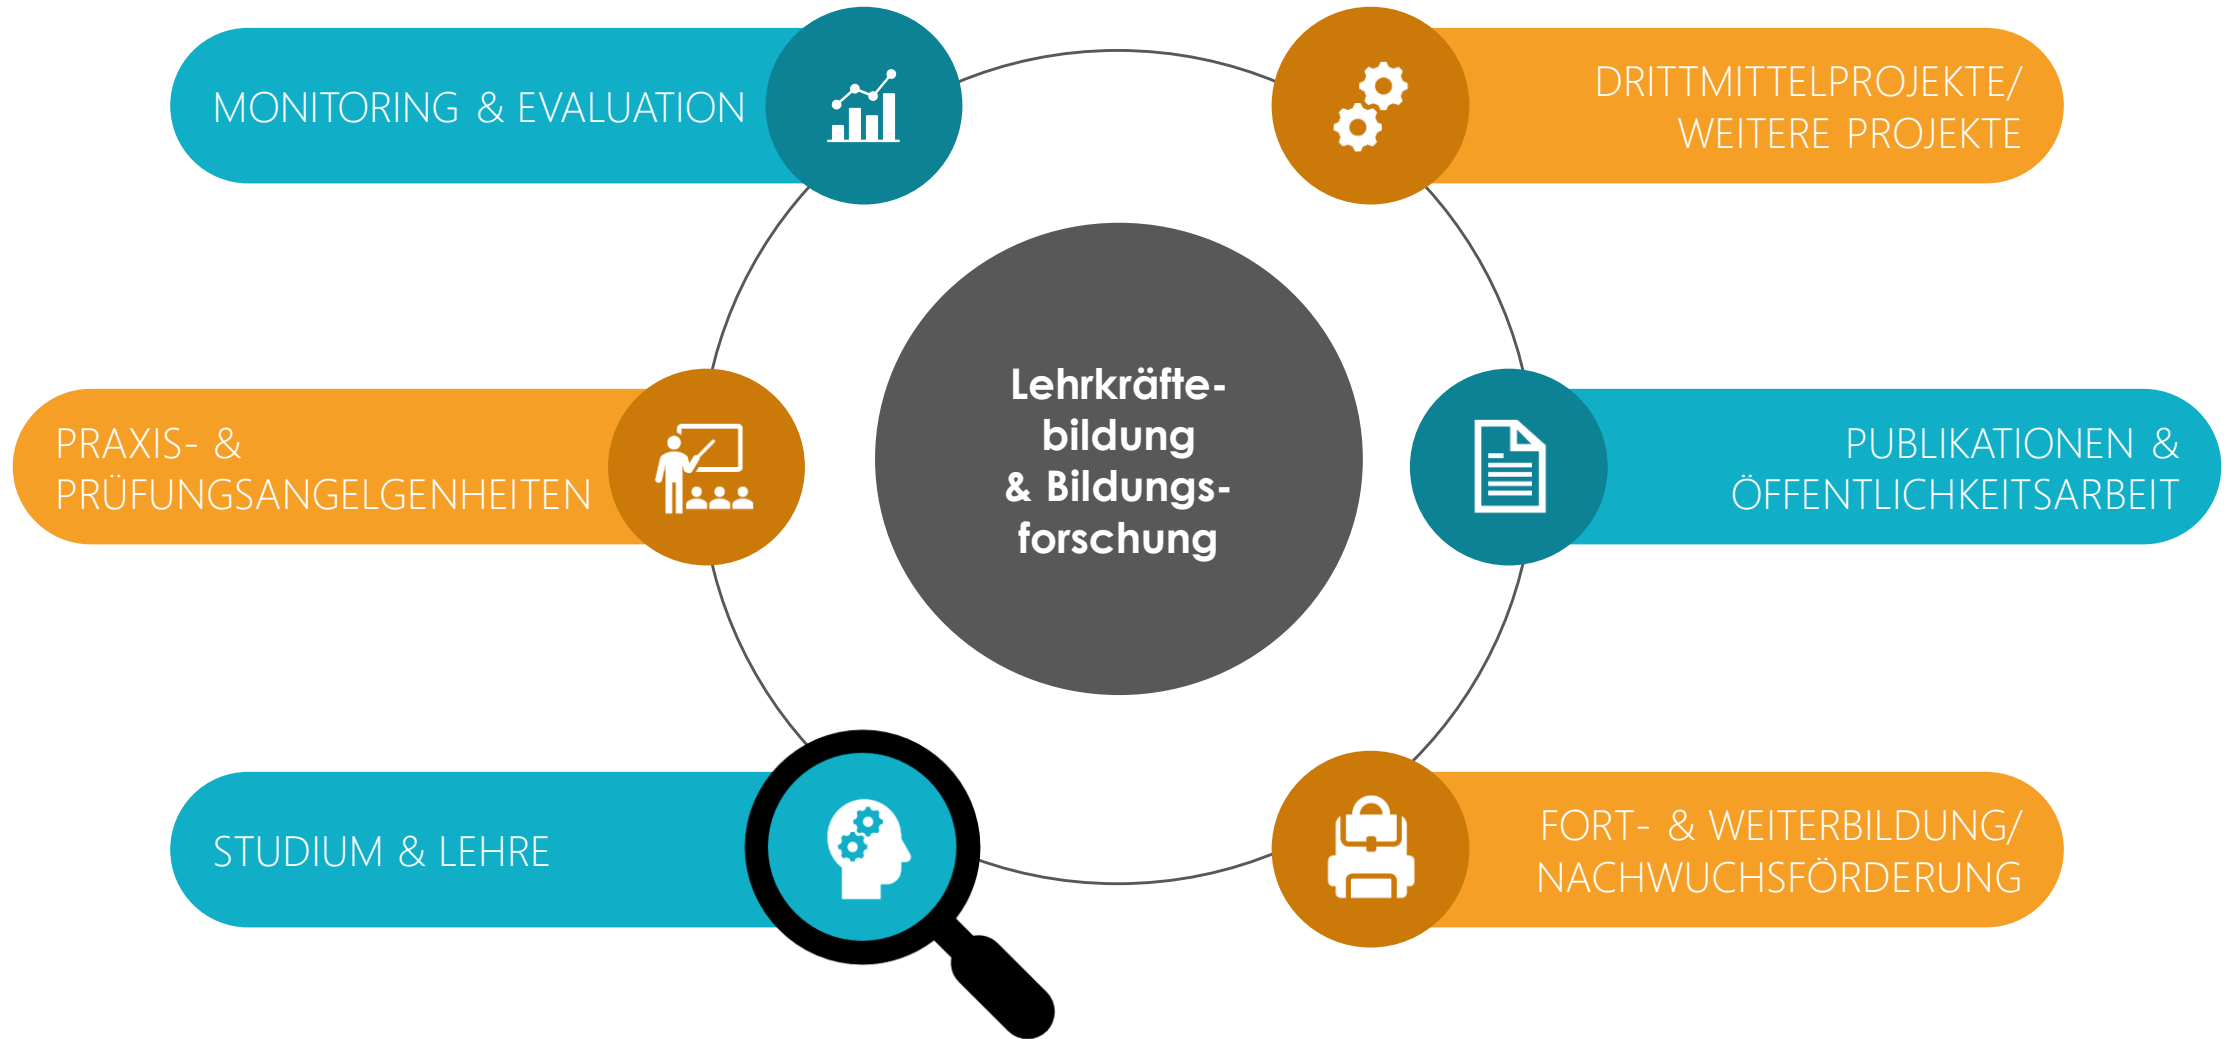 MONITORING & EVALUATION
DRITTMITTELPROJEKTE/
WEITERE PROJEKTE
Lehrkräfte-
bildung
& Bildungs-
forschung
PRAXIS- &
PRÜFUNGSANGELGENHEITEN
PUBLIKATIONEN &
ÖFFENTLICHKEITSARBEIT
STUDIUM & LEHRE
FORT- & WEITERBILDUNG/
NACHWUCHSFÖRDERUNG